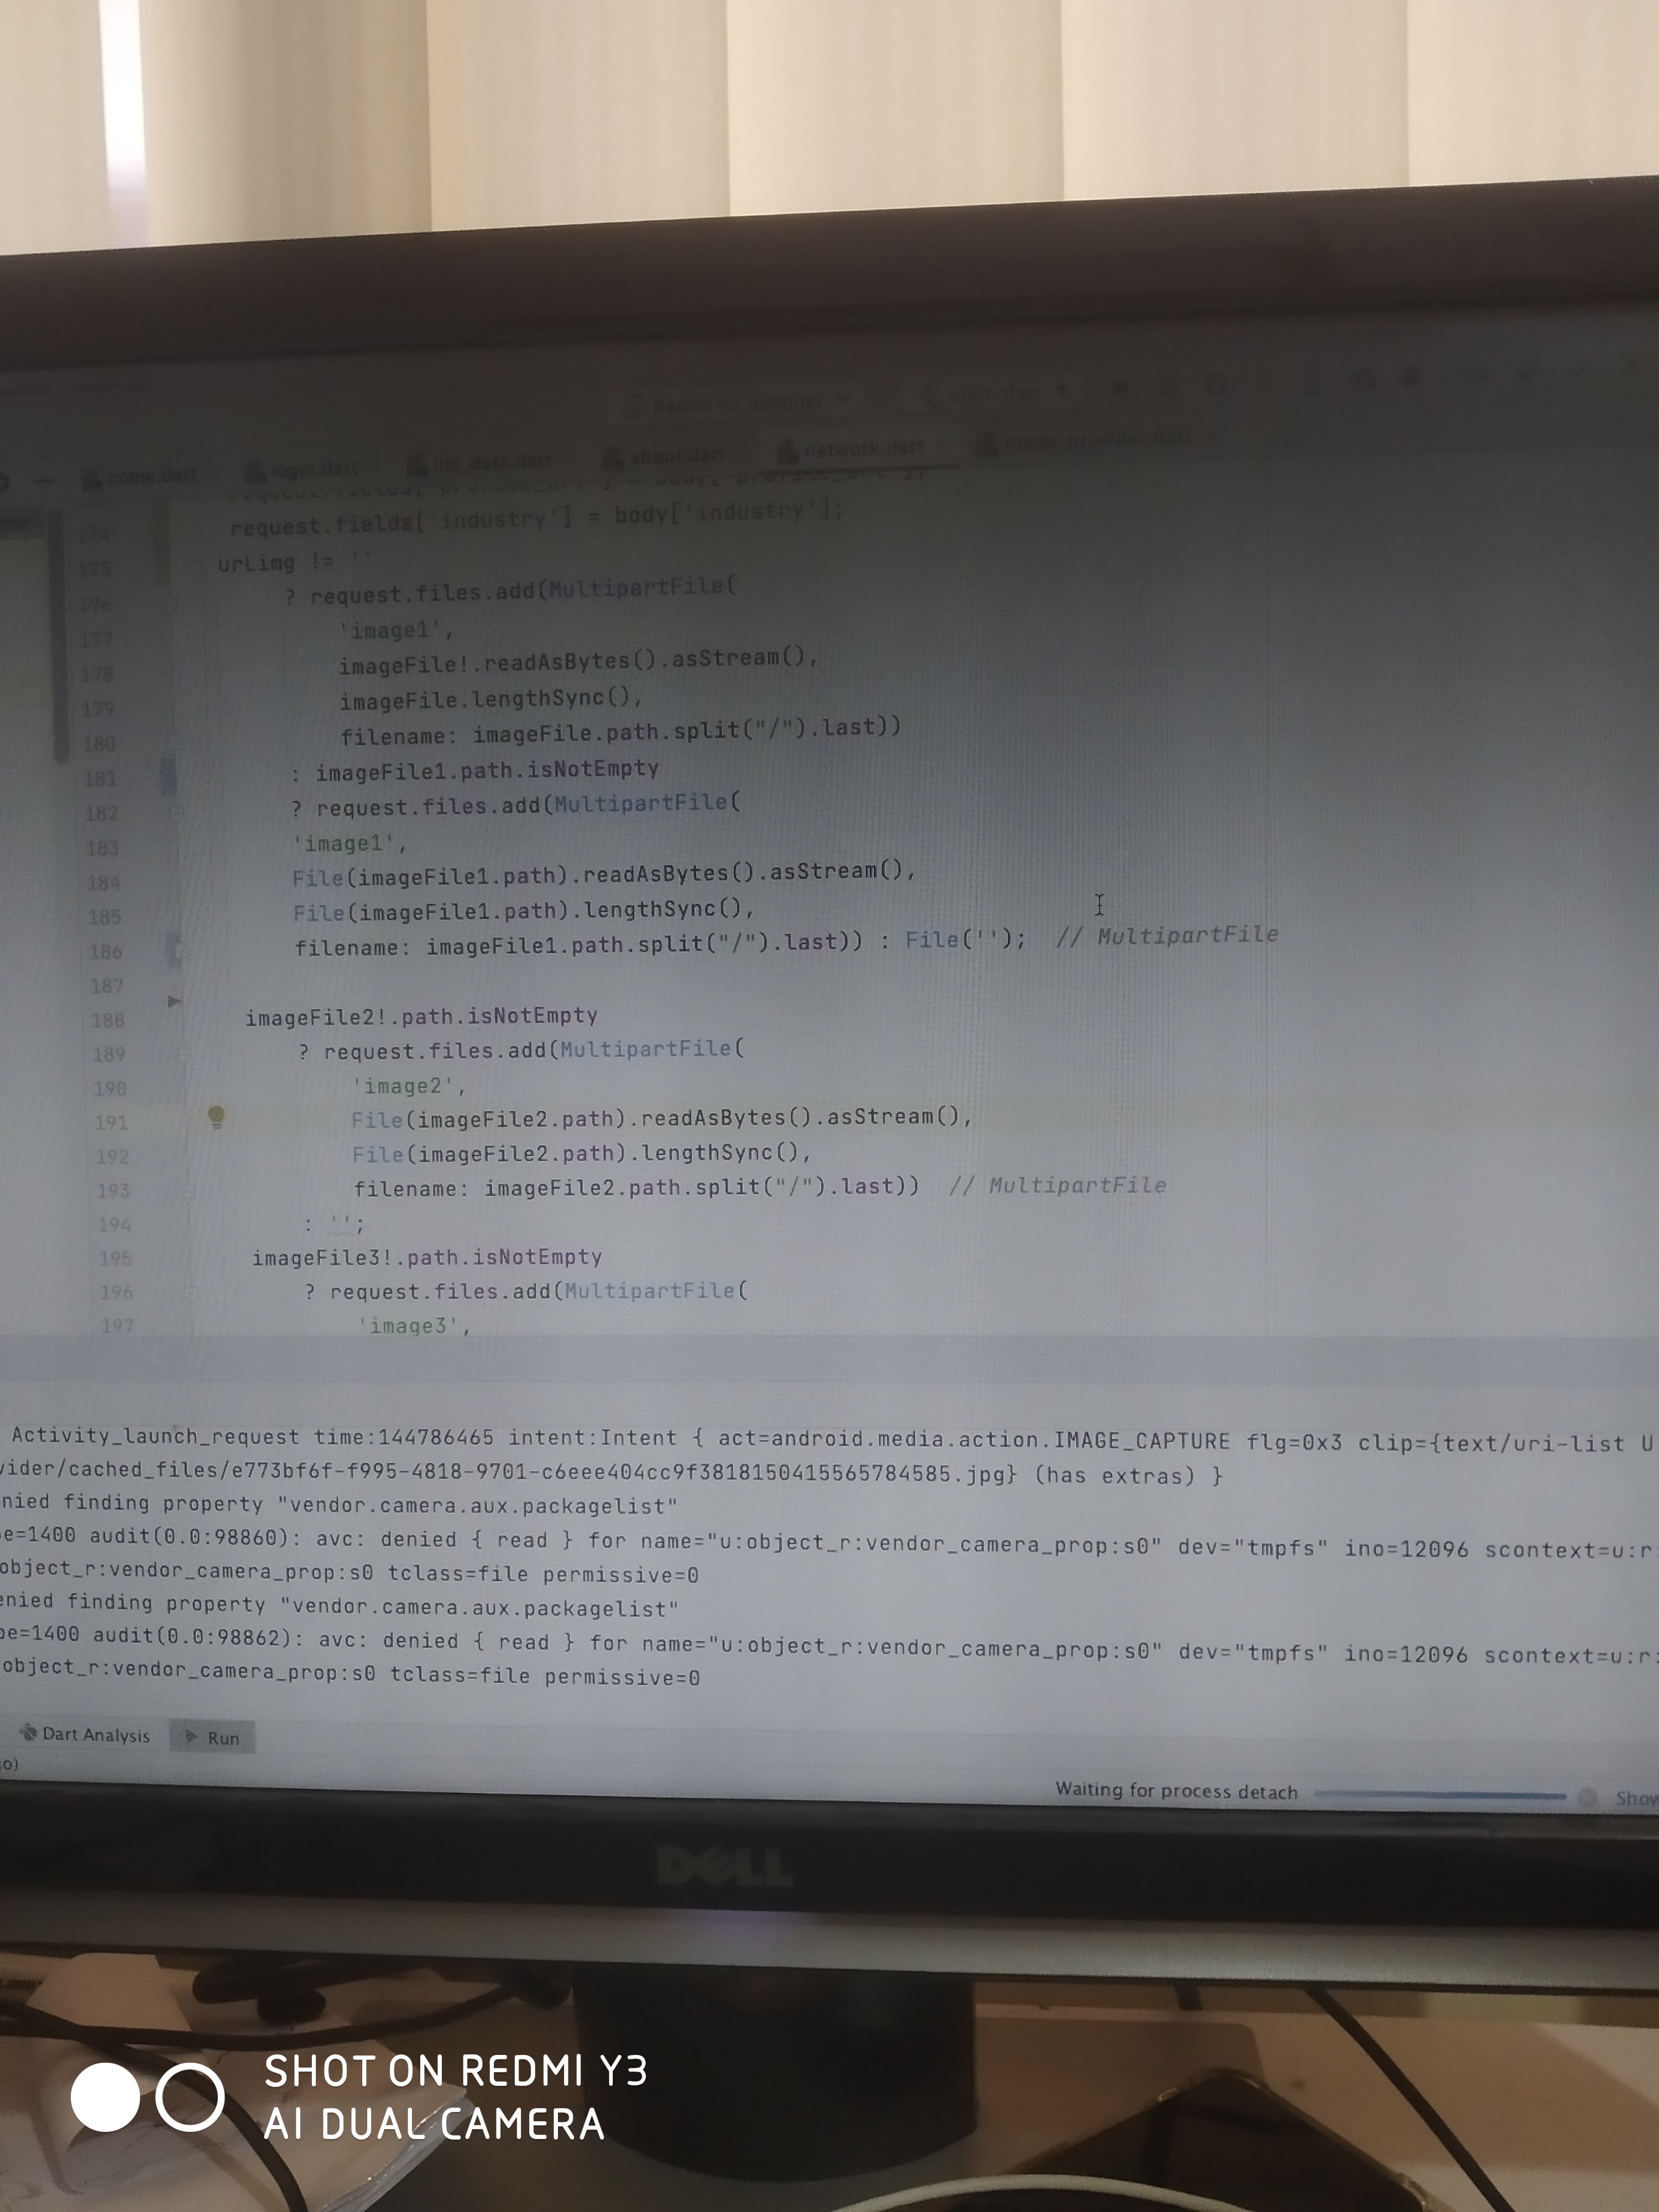 Redmi Y3 (mobile)
main.dart
home.dart
login.dart
list_data.dart
about.dart
network.dart
home_provider.dart
174 request.fields['industry'] = body['industry'];
175 urlimg != ''
176 ? request.files.add(MultipartFile(
177 'image1',
178 imageFile!.readAsBytes().asStream(),
179 imageFile.lengthSync(),
180 filename: imageFile.path.split("/").last))
181 : imageFile1.path.isNotEmpty
182 ? request.files.add(MultipartFile(
183 'image1',
184 File(imageFile1.path).readAsBytes().asStream(),
185 File(imageFile1.path).lengthSync(),
186 filename: imageFile1.path.split("/").last)) : File(''); // MultipartFile
187
188 imageFile2!.path.isNotEmpty
189 ? request.files.add(MultipartFile(
190 'image2',
191 File(imageFile2.path).readAsBytes().asStream(),
192 File(imageFile2.path).lengthSync(),
193 filename: imageFile2.path.split("/").last)) // MultipartFile
194 : '';
195 imageFile3!.path.isNotEmpty
196 ? request.files.add(MultipartFile(
197 'image3',
Activity_launch_request time:144786465 intent:Intent { act=android.media.action.IMAGE_CAPTURE flg=0x3 clip={text/uri-list U
vider/cached_files/e773bf6f-f995-4818-9701-c6eee404cc9f3818150415565784585.jpg} (has extras) }
nied finding property "vendor.camera.aux.packagelist"
pe=1400 audit(0.0:98860): avc: denied { read } for name="u:object_r:vendor_camera_prop:s0" dev="tmpfs" ino=12096 scontext=u:r:
object_r:vendor_camera_prop:s0 tclass=file permissive=0
enied finding property "vendor.camera.aux.packagelist"
pe=1400 audit(0.0:98862): avc: denied { read } for name="u:object_r:vendor_camera_prop:s0" dev="tmpfs" ino=12096 scontext=u:r:
object_r:vendor_camera_prop:s0 tclass=file permissive=0
Dart Analysis
Run
o)
Waiting for process detach
Show
DELL
SHOT ON REDMI Y3
AI DUAL CAMERA